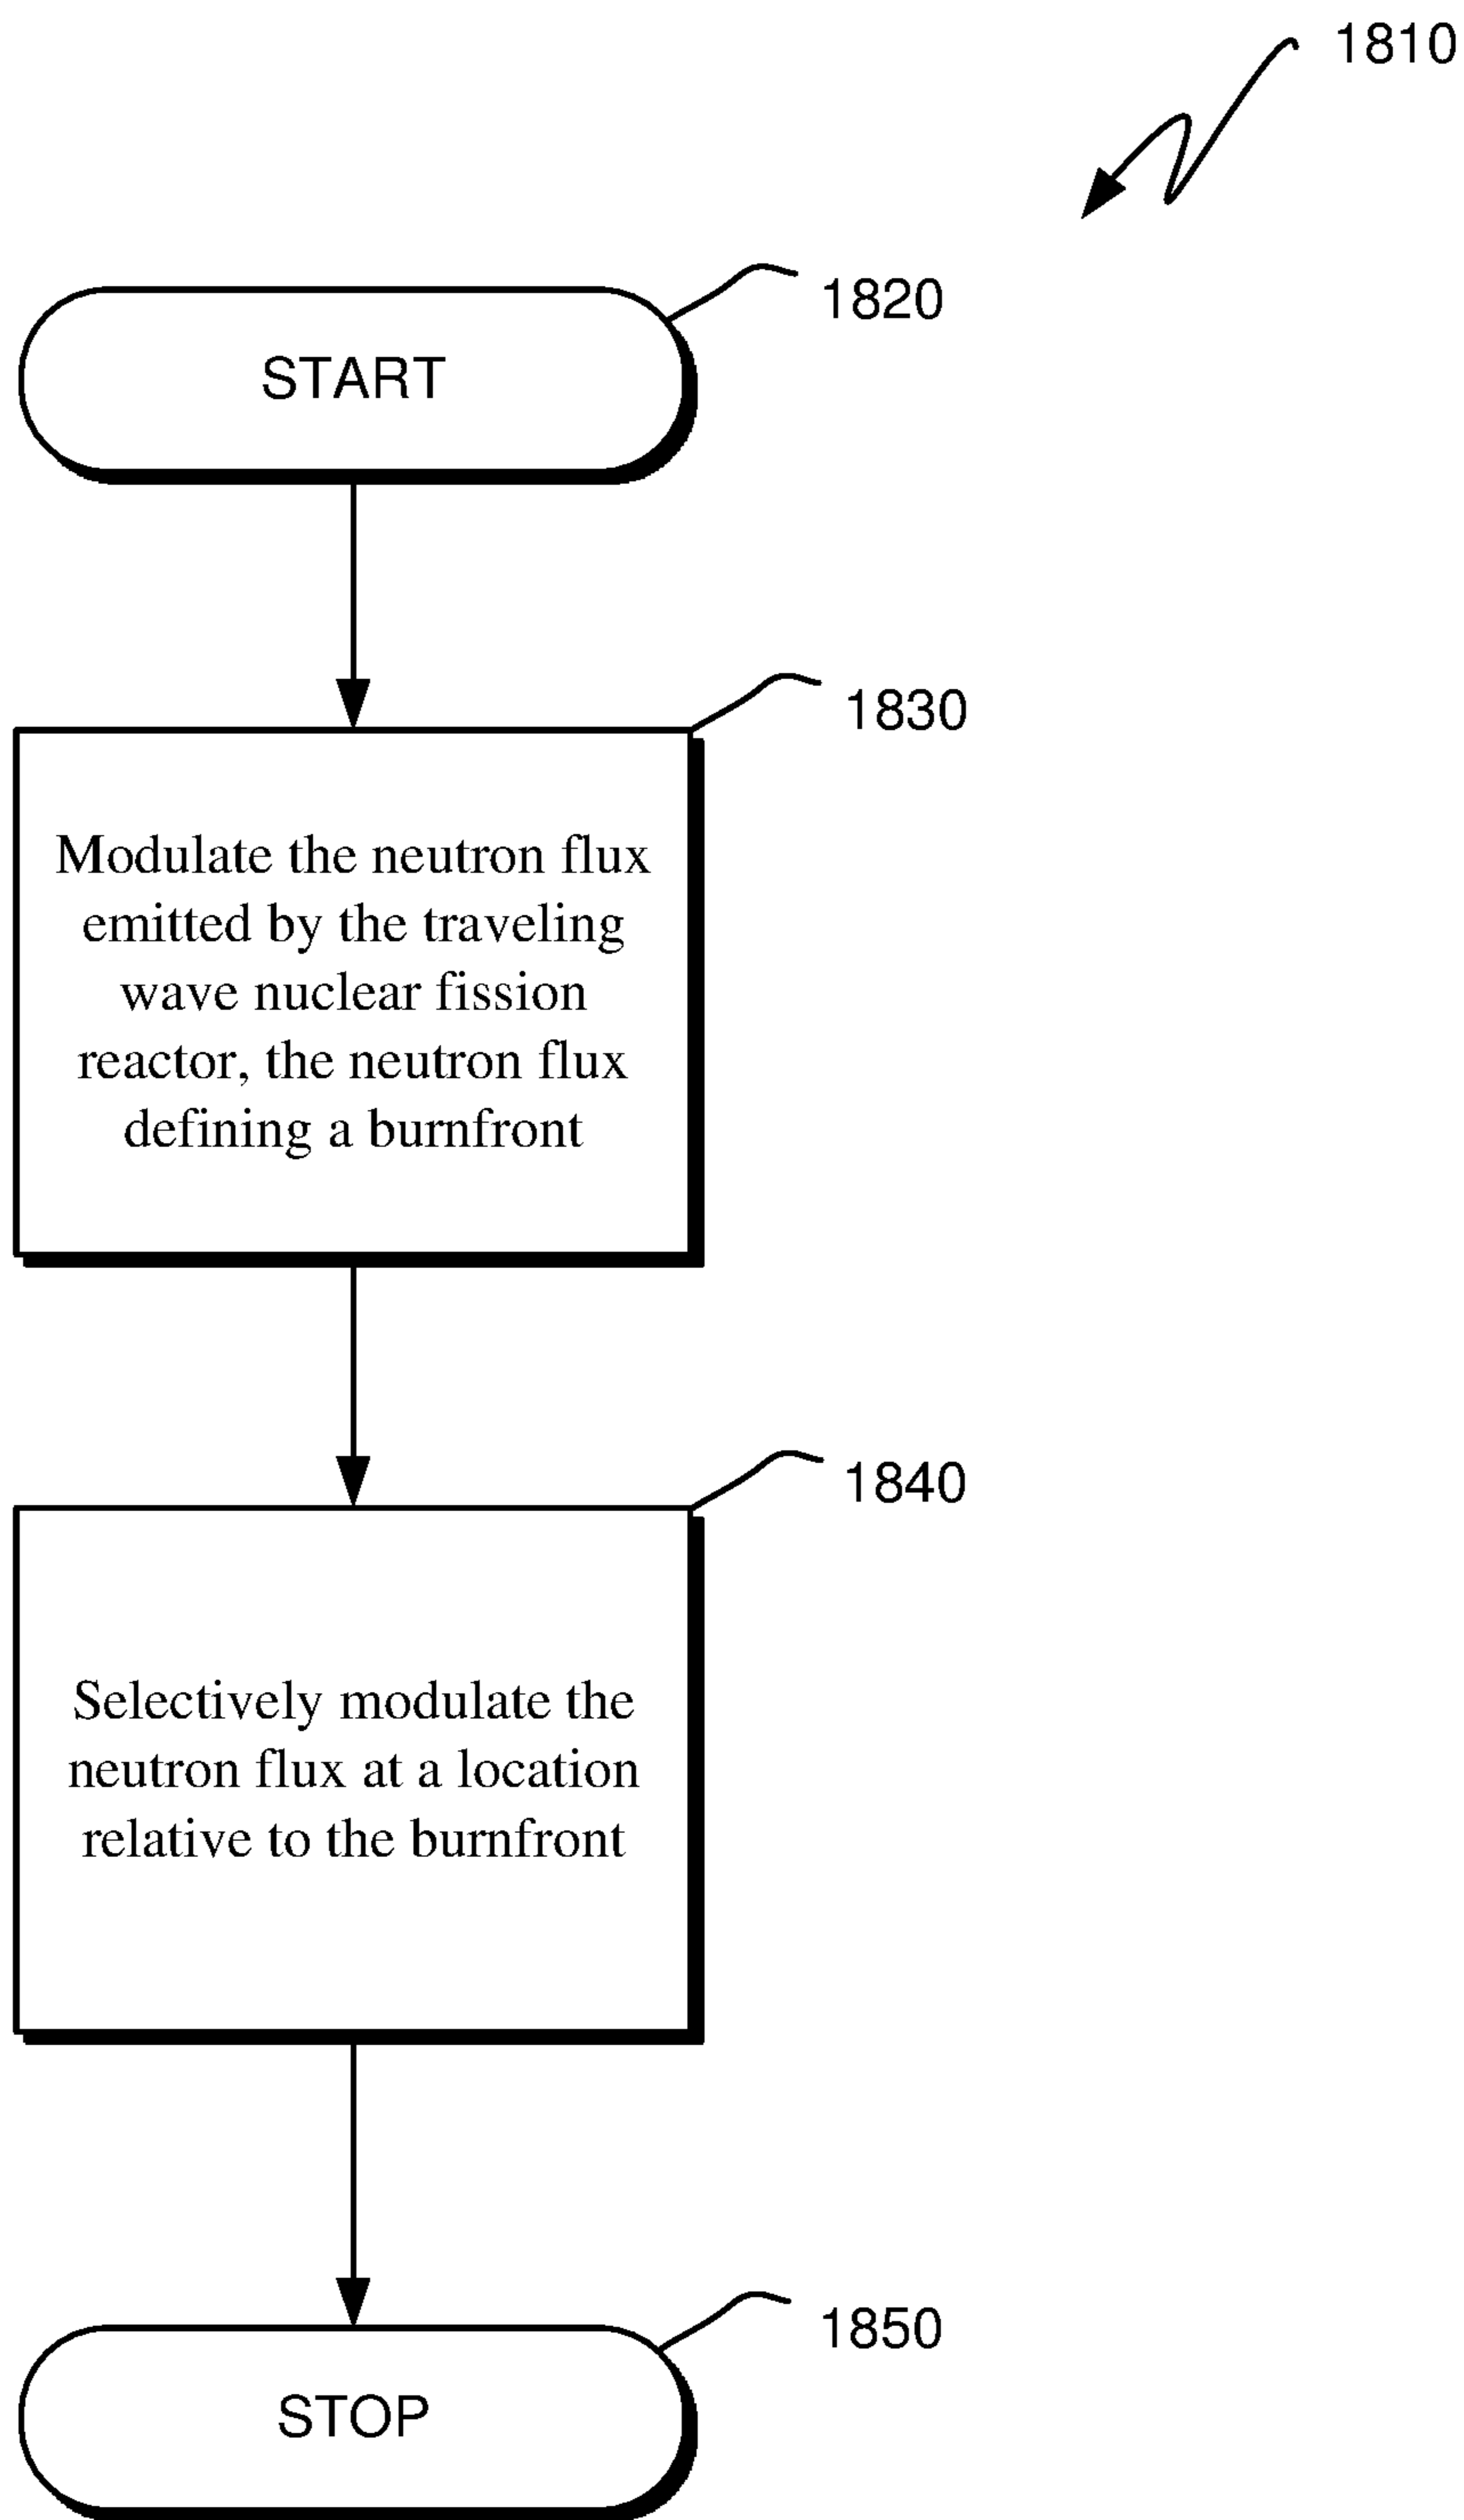 1810
1820
START
1830
Modulate the neutron flux
emitted by the traveling
wave nuclear fission
reactor, the neutron flux
defining a burnfront
1840
Selectively modulate the
neutron flux at a location
relative to the burnfront
1850
STOP